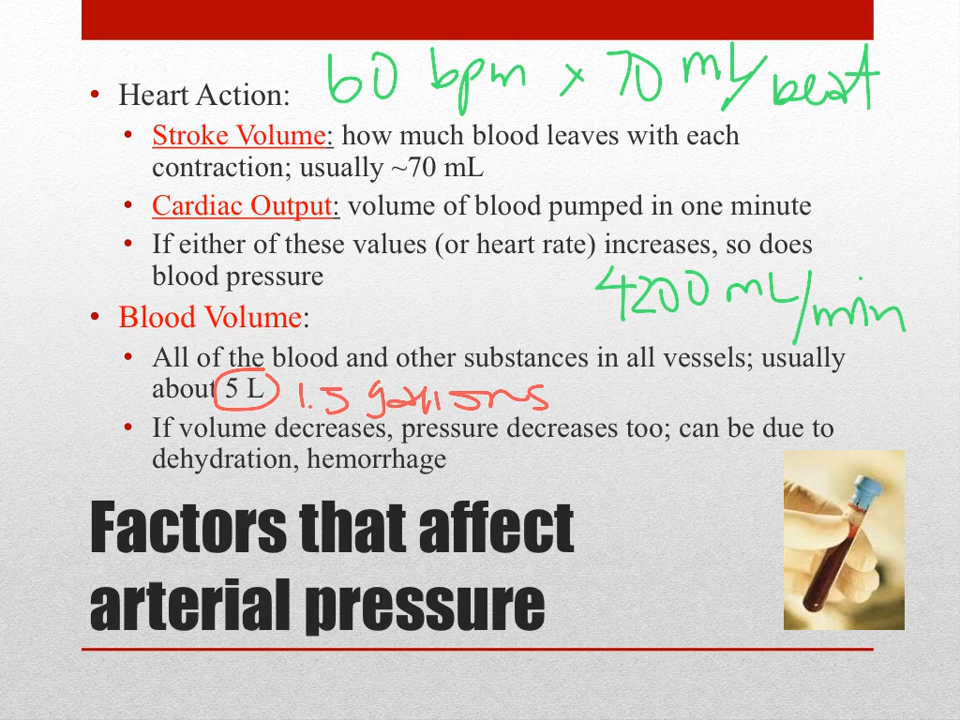 60 bpm x 70 mL/beat
• Heart Action:
• Stroke Volume: how much blood leaves with each
contraction; usually ~70 mL
• Cardiac Output: volume of blood pumped in one minute
• If either of these values (or heart rate) increases, so does
blood pressure
4200 mL/min
• Blood Volume:
• All of the blood and other substances in all vessels; usually
about 5 L 1.5 gallons
• If volume decreases, pressure decreases too; can be due to
dehydration, hemorrhage
Factors that affect
arterial pressure